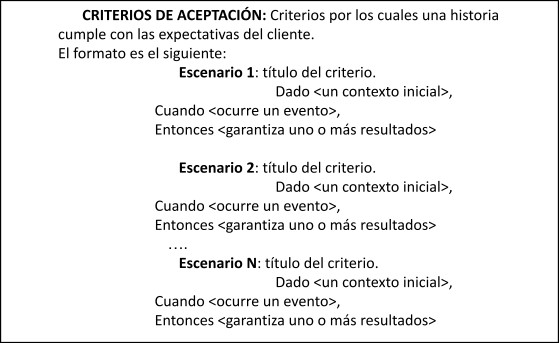 CRITERIOS DE ACEPTACIÓN: Criterios por los cuales una historia
cumple con las expectativas del cliente.
El formato es el siguiente:
Escenario 1: título del criterio.
Dado <un contexto inicial>,
Cuando <ocurre un evento>,
Entonces <garantiza uno o más resultados>
Escenario 2: título del criterio.
Dado <un contexto inicial>,
Cuando <ocurre un evento>,
Entonces <garantiza uno o más resultados>
….
Escenario N: título del criterio.
Dado <un contexto inicial>,
Cuando <ocurre un evento>,
Entonces <garantiza uno o más resultados>